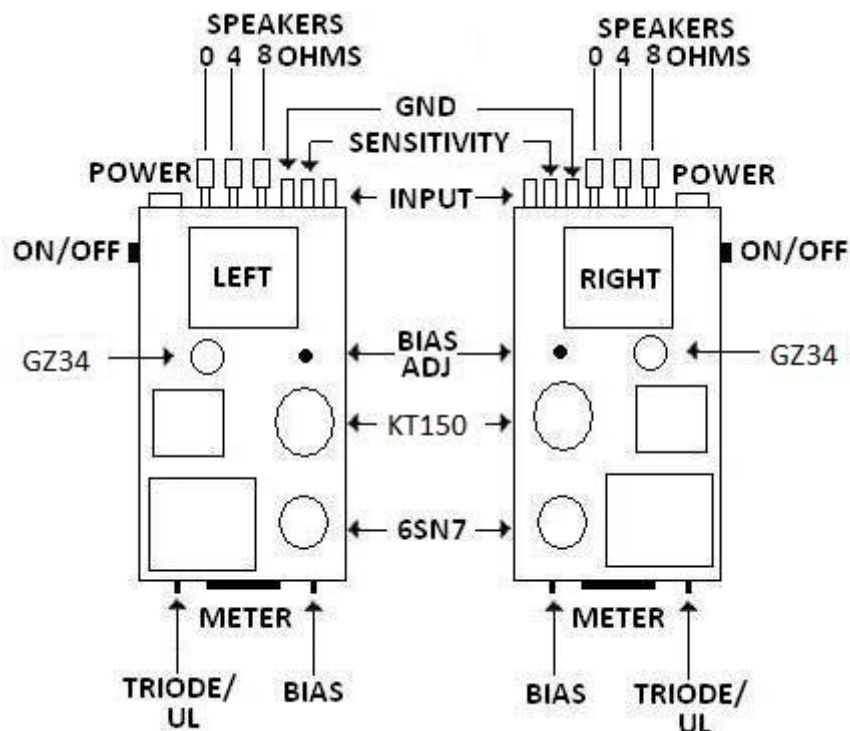 SPEAKERS
0 4 8 OHMS
SPEAKERS
0 4 8 OHMS
GND
SENSITIVITY
POWER
INPUT
POWER
ON/OFF
LEFT
RIGHT
ON/OFF
GZ34
BIAS
ADJ
GZ34
KT150
6SN7
METER
METER
TRIODE/
UL
BIAS
BIAS
TRIODE/
UL